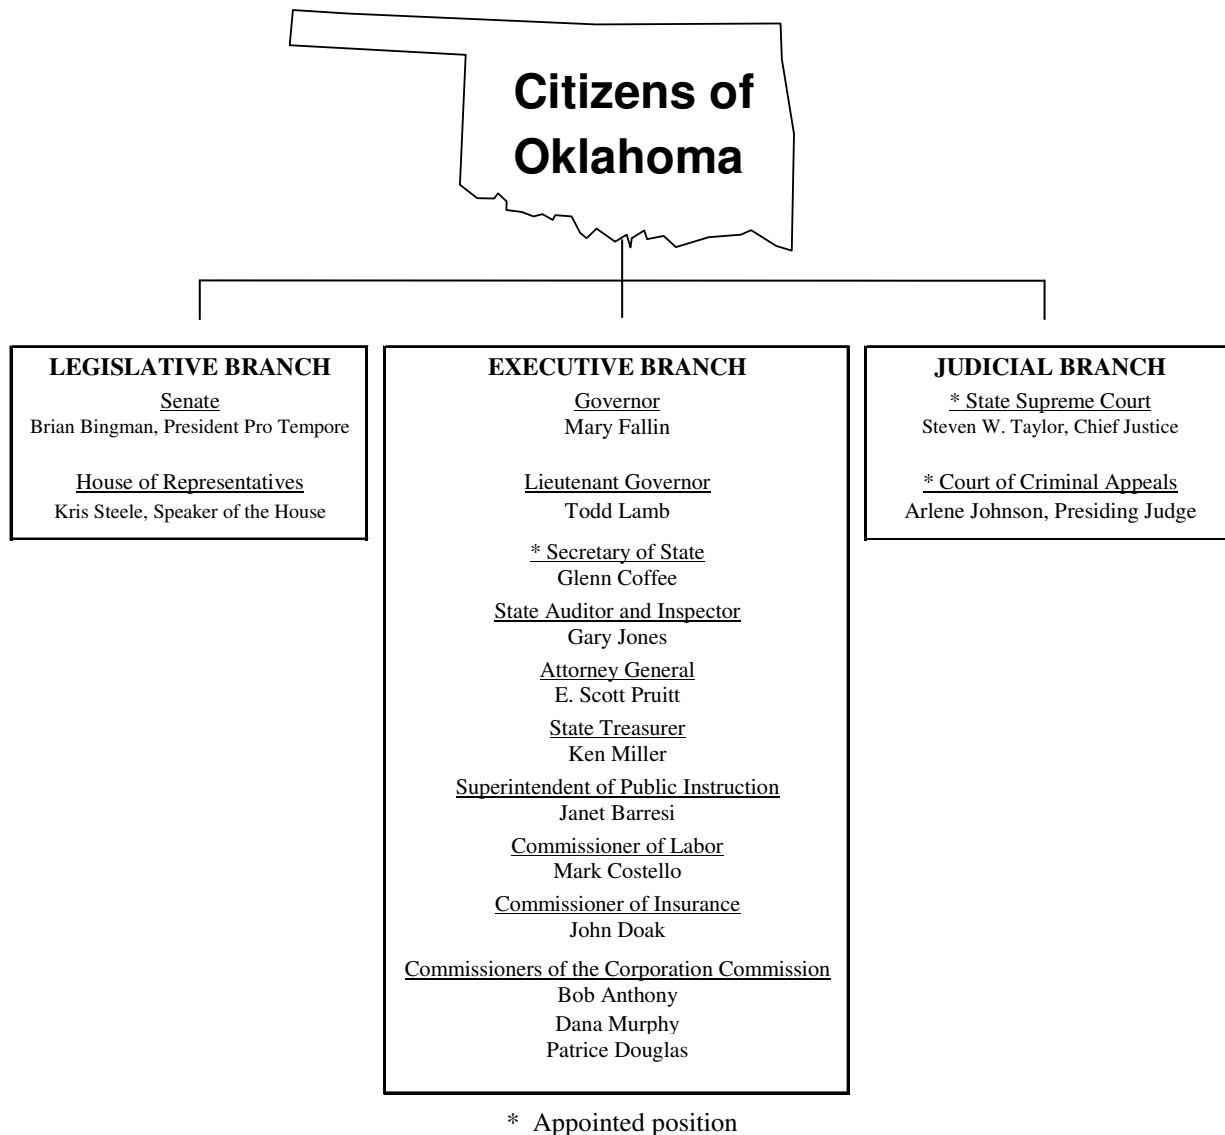 Citizens of
Oklahoma
LEGISLATIVE BRANCH
Senate
Brian Bingman, President Pro Tempore
House of Representatives
Kris Steele, Speaker of the House
EXECUTIVE BRANCH
Governor
Mary Fallin
Lieutenant Governor
Todd Lamb
* Secretary of State
Glenn Coffee
State Auditor and Inspector
Gary Jones
Attorney General
E. Scott Pruitt
State Treasurer
Ken Miller
Superintendent of Public Instruction
Janet Barresi
Commissioner of Labor
Mark Costello
Commissioner of Insurance
John Doak
Commissioners of the Corporation Commission
Bob Anthony
Dana Murphy
Patrice Douglas
JUDICIAL BRANCH
* State Supreme Court
Steven W. Taylor, Chief Justice
* Court of Criminal Appeals
Arlene Johnson, Presiding Judge
* Appointed position